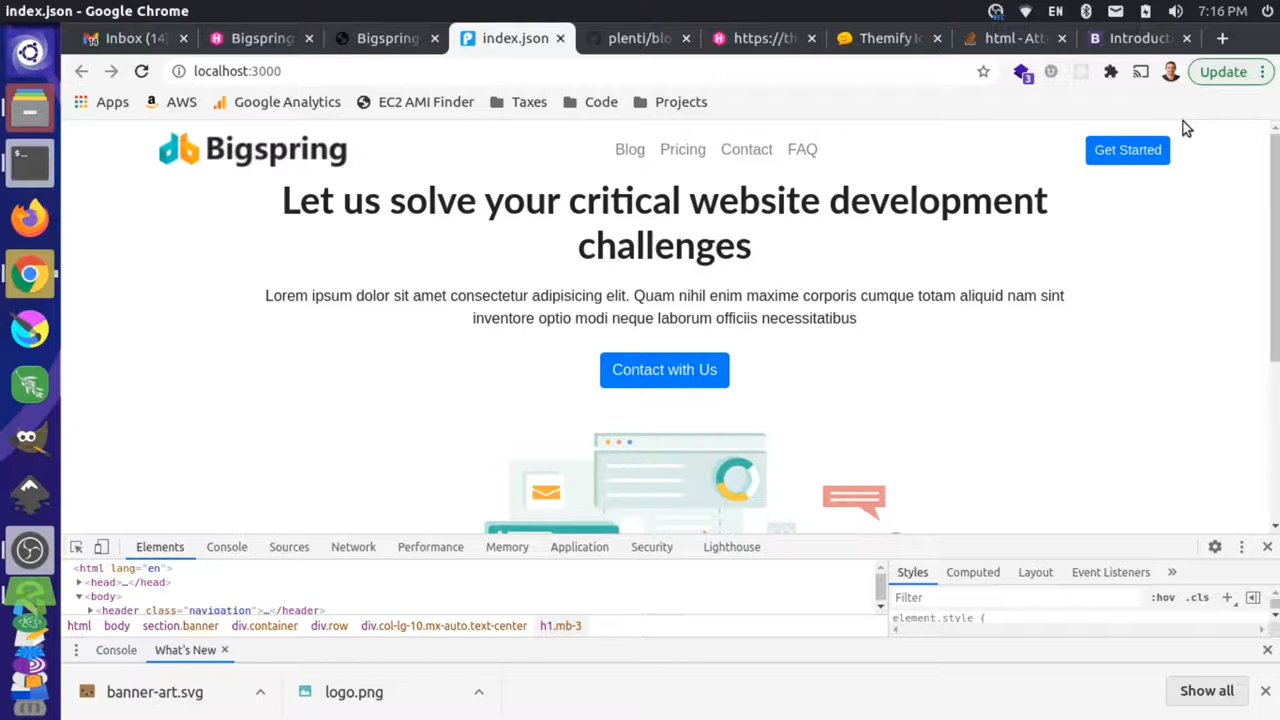 index.json - Google Chrome
EN
7:16 PM
Inbox (14)
Bigspring
Bigspring
index.json
plenti/blo
https://th
Themify Ic
html - Att
Introduct
localhost:3000
3
Update
Apps
AWS
Google Analytics
EC2 AMI Finder
Taxes
Code
Projects
Bigspring
Blog
Pricing
Contact
FAQ
Get Started
Let us solve your critical website development
challenges
Lorem ipsum dolor sit amet consectetur adipisicing elit. Quam nihil enim maxime corporis cumque totam aliquid nam sint
inventore optio modi neque laborum officiis necessitatibus
Contact with Us
Elements
Console
Sources
Network
Performance
Memory
Application
Security
Lighthouse
<html lang="en">
<head>…</head>
<body>
<header class="navigation">…</header>
Styles
Computed
Layout
Event Listeners
»
Filter
:hov
.cls
element.style {
html
body
section.banner
div.container
div.row
div.col-lg-10.mx-auto.text-center
h1.mb-3
Console
What's New
banner-art.svg
logo.png
Show all